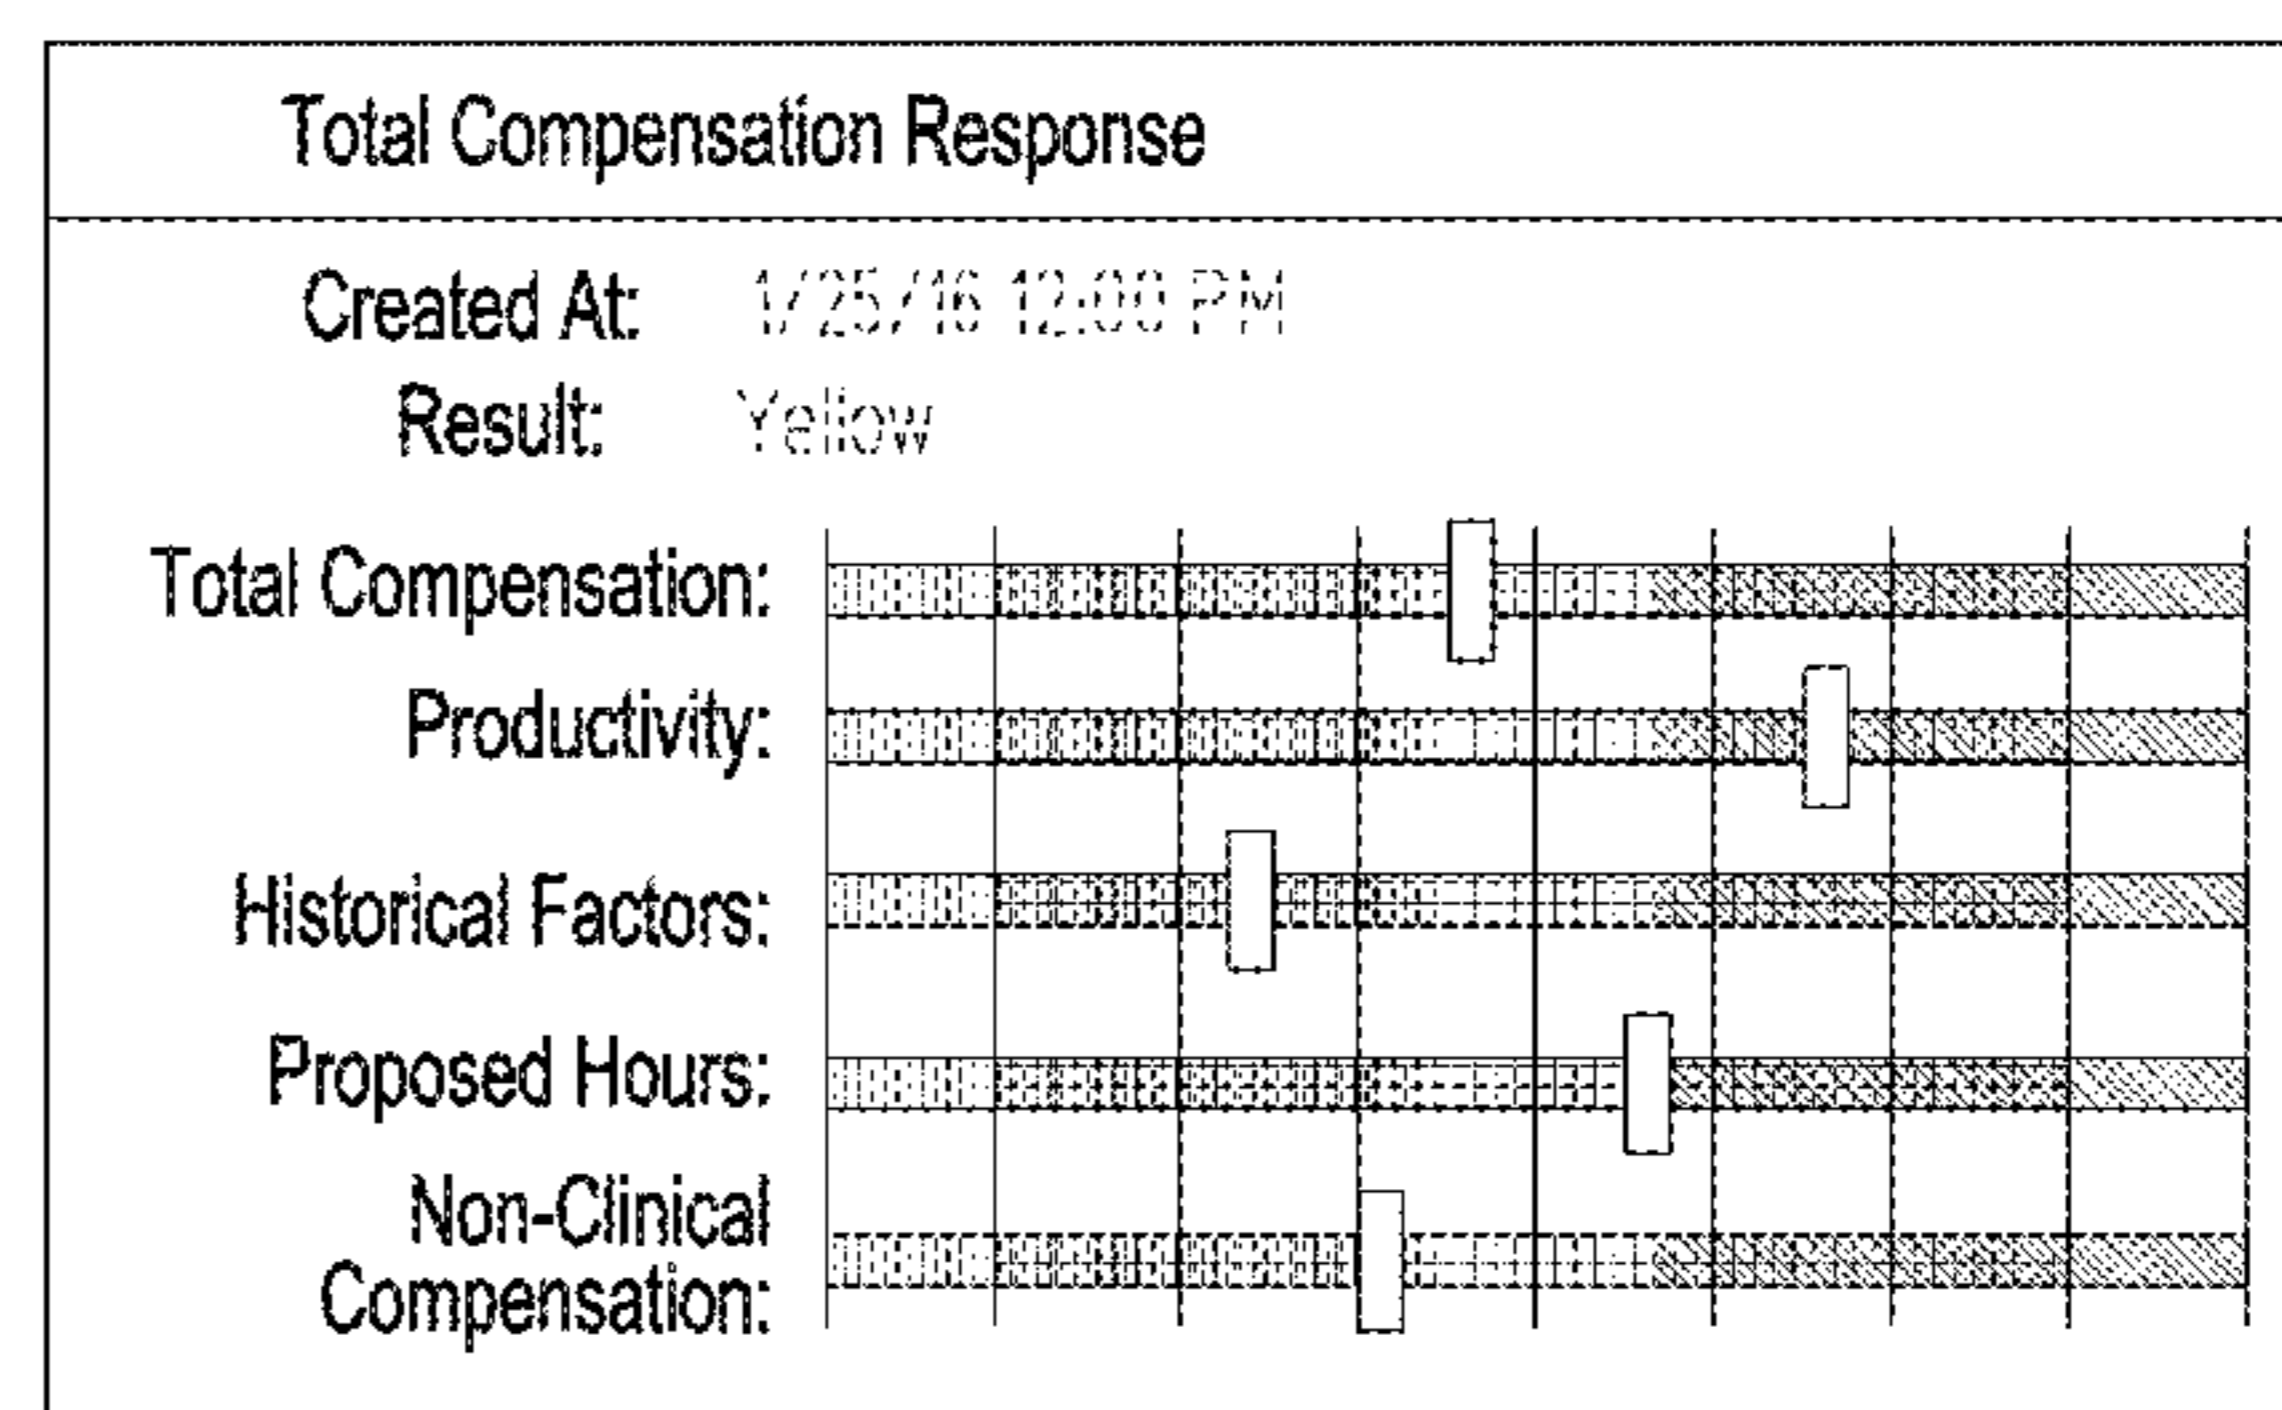 Total Compensation Response
Created At: 1/25/16 12:00 PM
Result: Yellow
Total Compensation:
Productivity:
Historical Factors:
Proposed Hours:
Non-Clinical
Compensation: